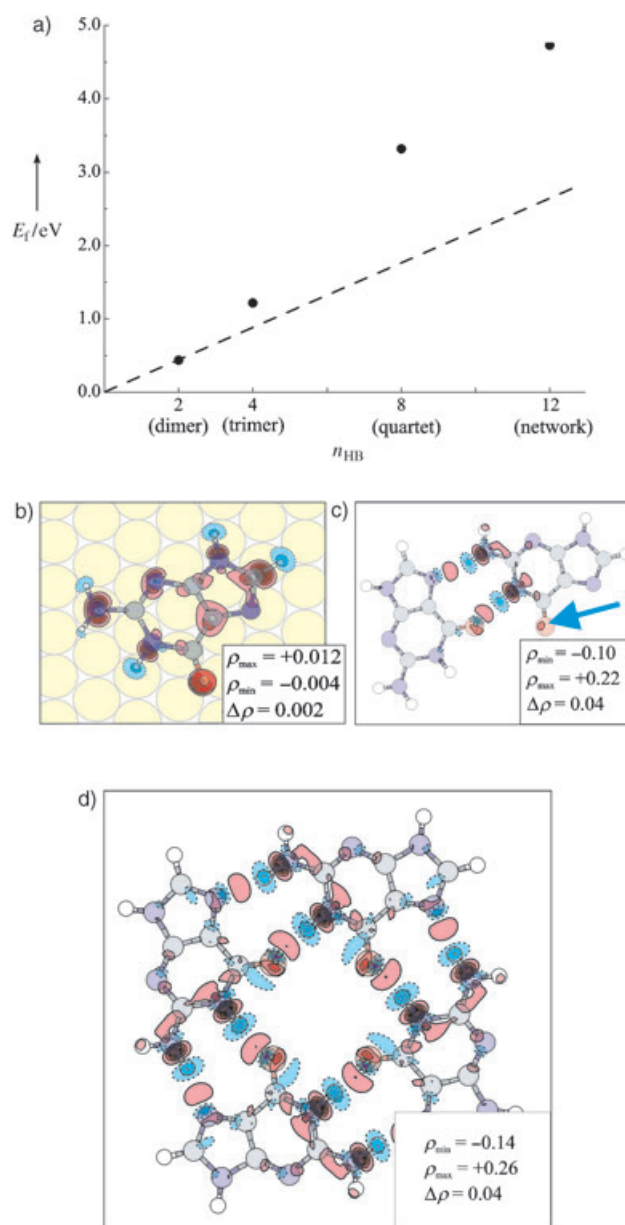 a)
5.0
4.0
3.0
2.0
1.0
0.0
E_f/eV
2 4 8 12
(dimer) (trimer) (quartet) (network)
n_HB
b)
ρ_max = +0.012
ρ_min = −0.004
Δρ = 0.002
c)
ρ_min = −0.10
ρ_max = +0.22
Δρ = 0.04
d)
ρ_min = −0.14
ρ_max = +0.26
Δρ = 0.04